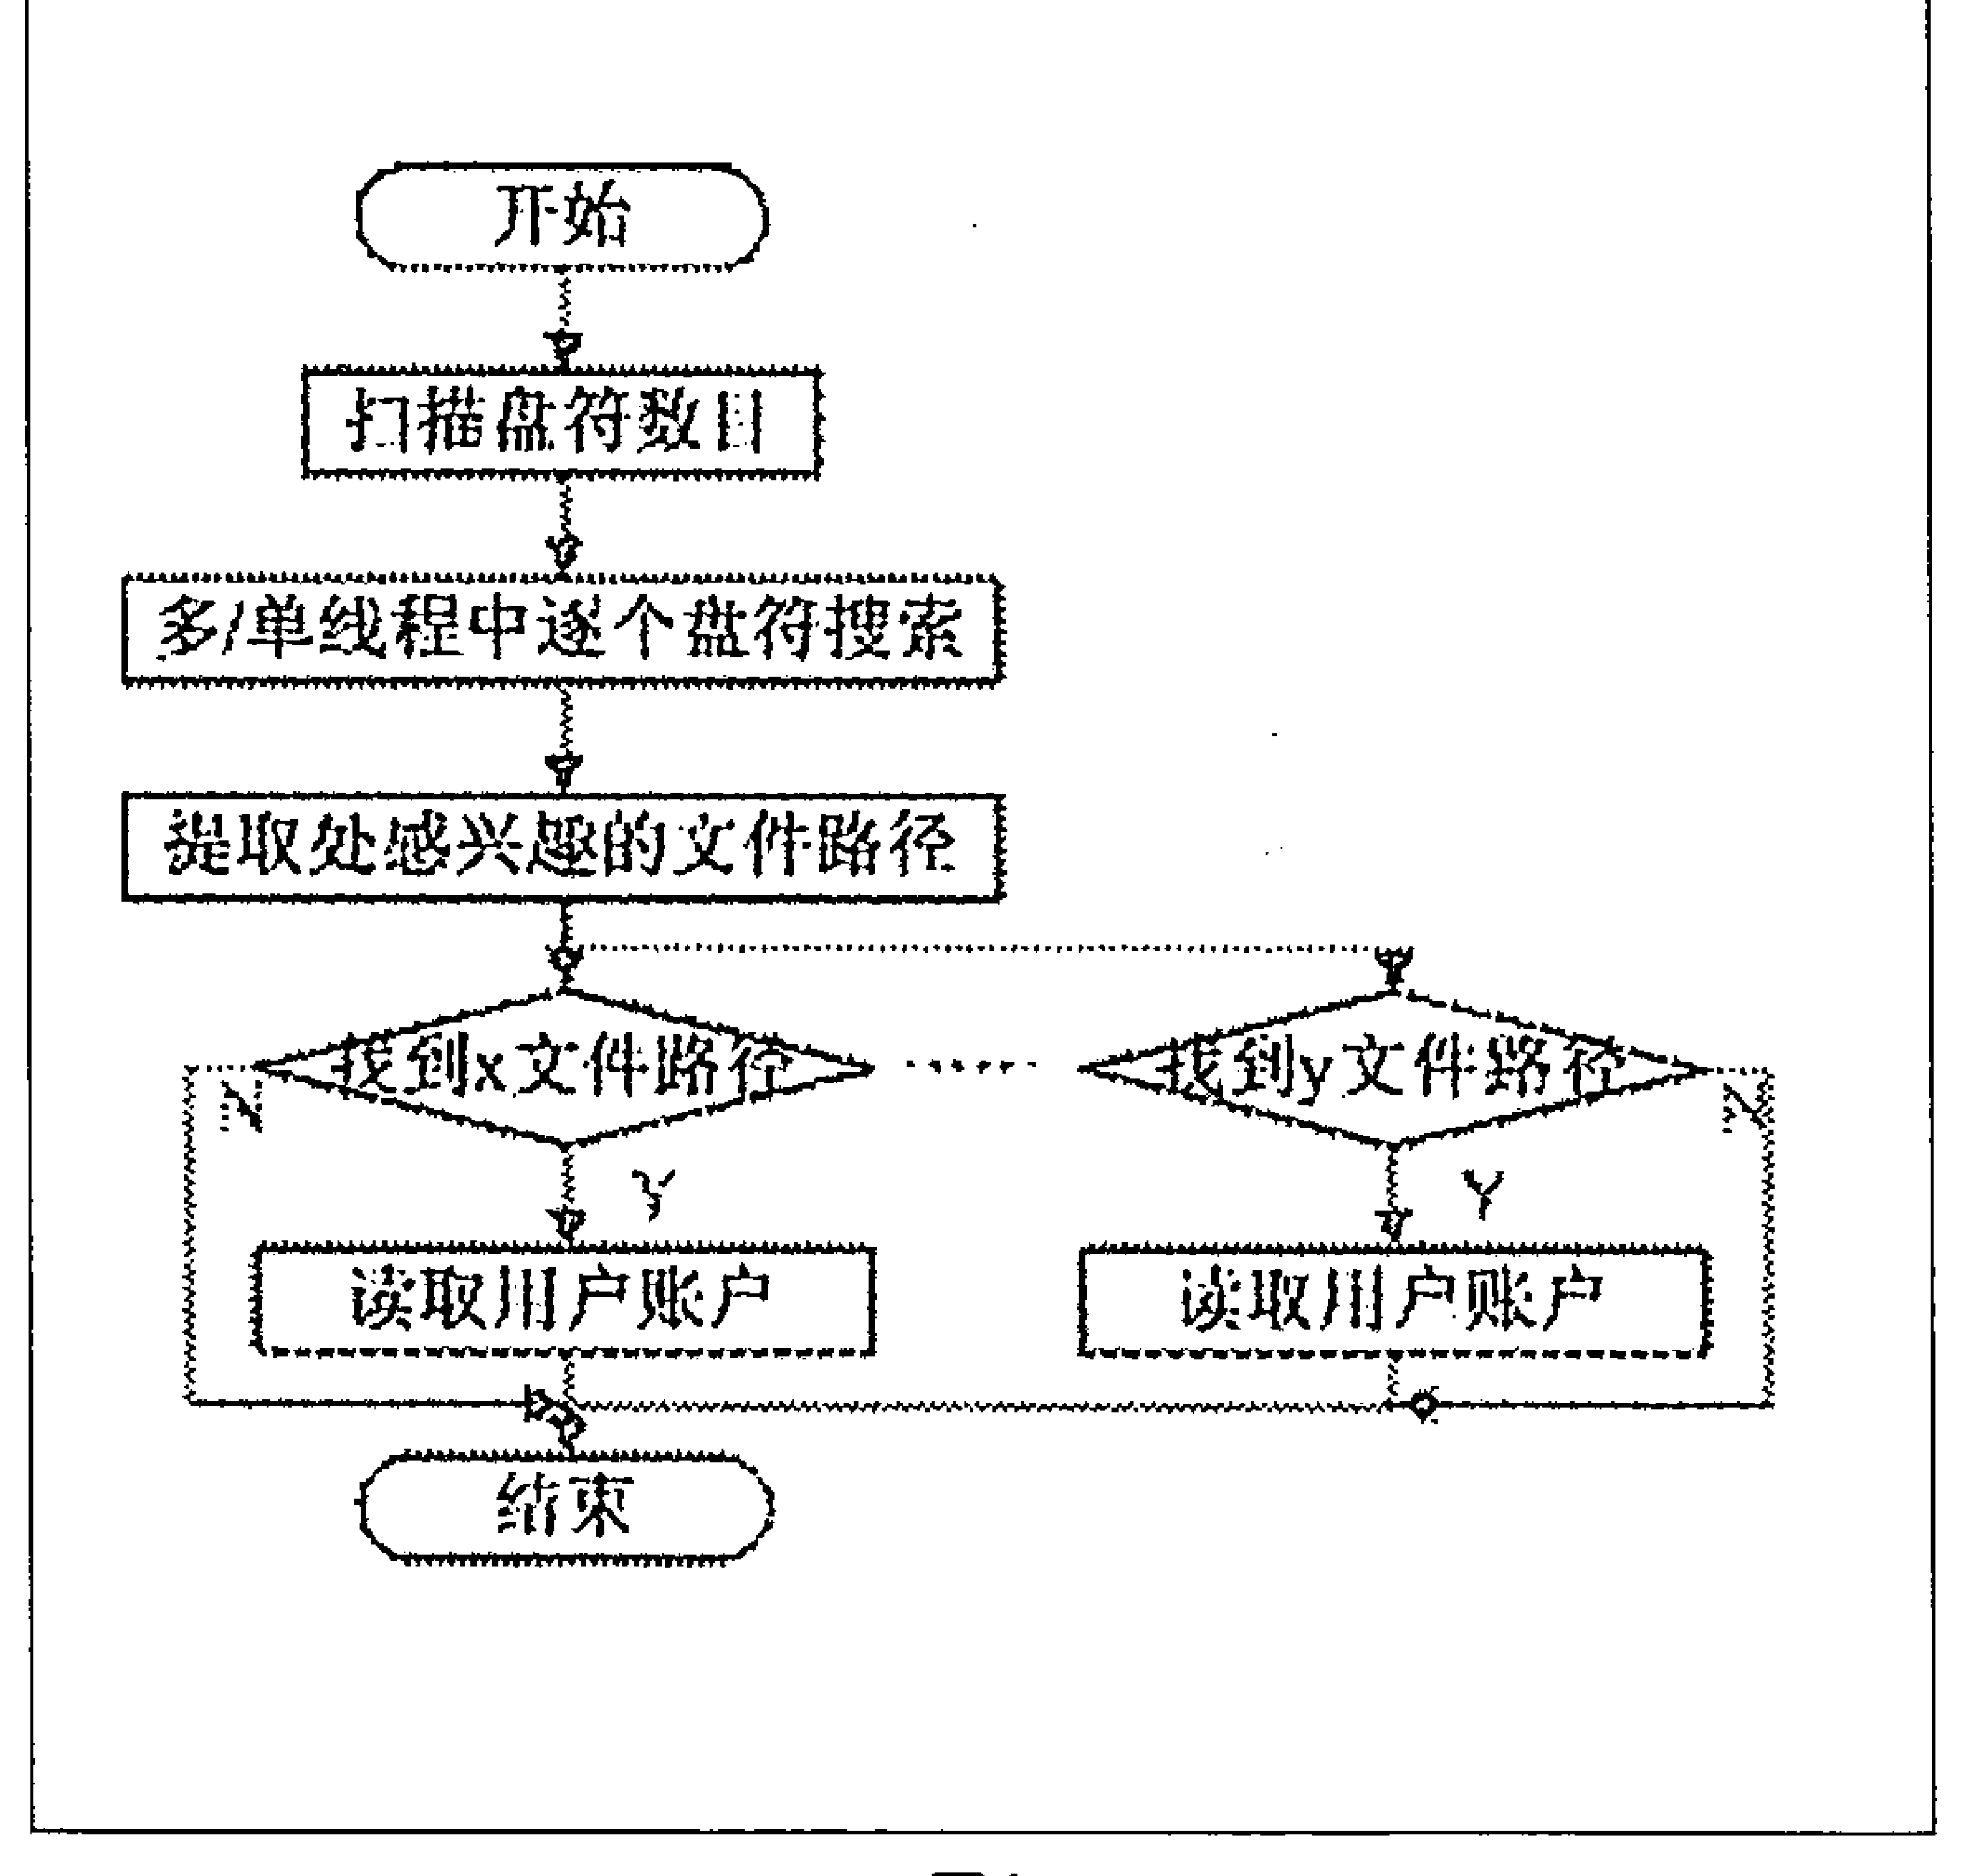 开始
扫描盘符数目
多/单线程中逐个盘符搜索
提取处感兴趣的文件路径
找到x文件路径
找到y文件路径
N
N
Y
Y
读取用户账户
读取用户账户
结束